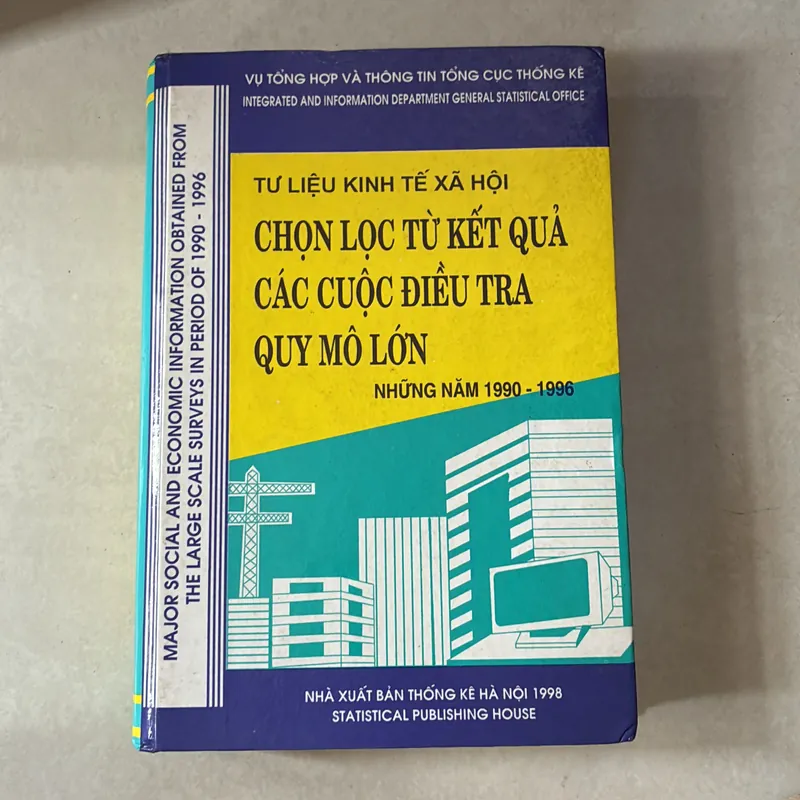 VỤ TỔNG HỢP VÀ THÔNG TIN TỔNG CỤC THỐNG KÊ
INTEGRATED AND INFORMATION DEPARTMENT GENERAL STATISTICAL OFFICE
MAJOR SOCIAL AND ECONOMIC INFORMATION OBTAINED FROM
THE LARGE SCALE SURVEYS IN PERIOD OF 1990 - 1996
TƯ LIỆU KINH TẾ XÃ HỘI
CHỌN LỌC TỪ KẾT QUẢ
CÁC CUỘC ĐIỀU TRA
QUY MÔ LỚN
NHỮNG NĂM 1990 - 1996
NHÀ XUẤT BẢN THỐNG KÊ HÀ NỘI 1998
STATISTICAL PUBLISHING HOUSE